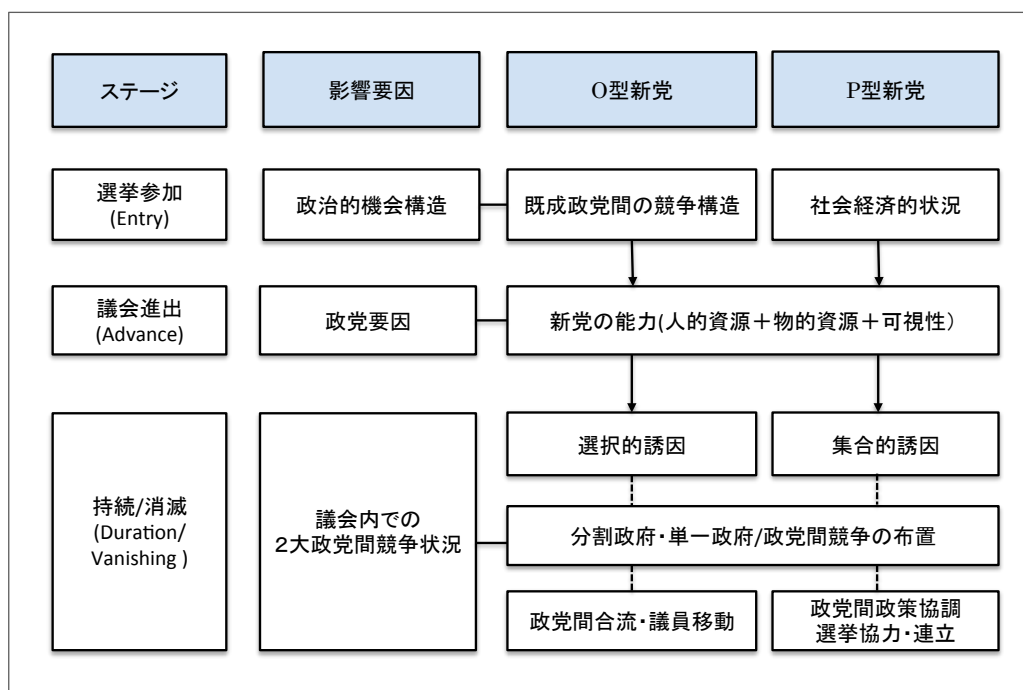 ステージ
影響要因
O型新党
P型新党
選挙参加
(Entry)
政治的機会構造
既成政党間の競争構造
社会経済的状況
議会進出
(Advance)
政党要因
新党の能力(人的資源+物的資源+可視性)
持続/消滅
(Duration/
Vanishing )
議会内での
２大政党間競争状況
選択的誘因
集合的誘因
分割政府・単一政府/政党間競争の布置
政党間合流・議員移動
政党間政策協調
選挙協力・連立